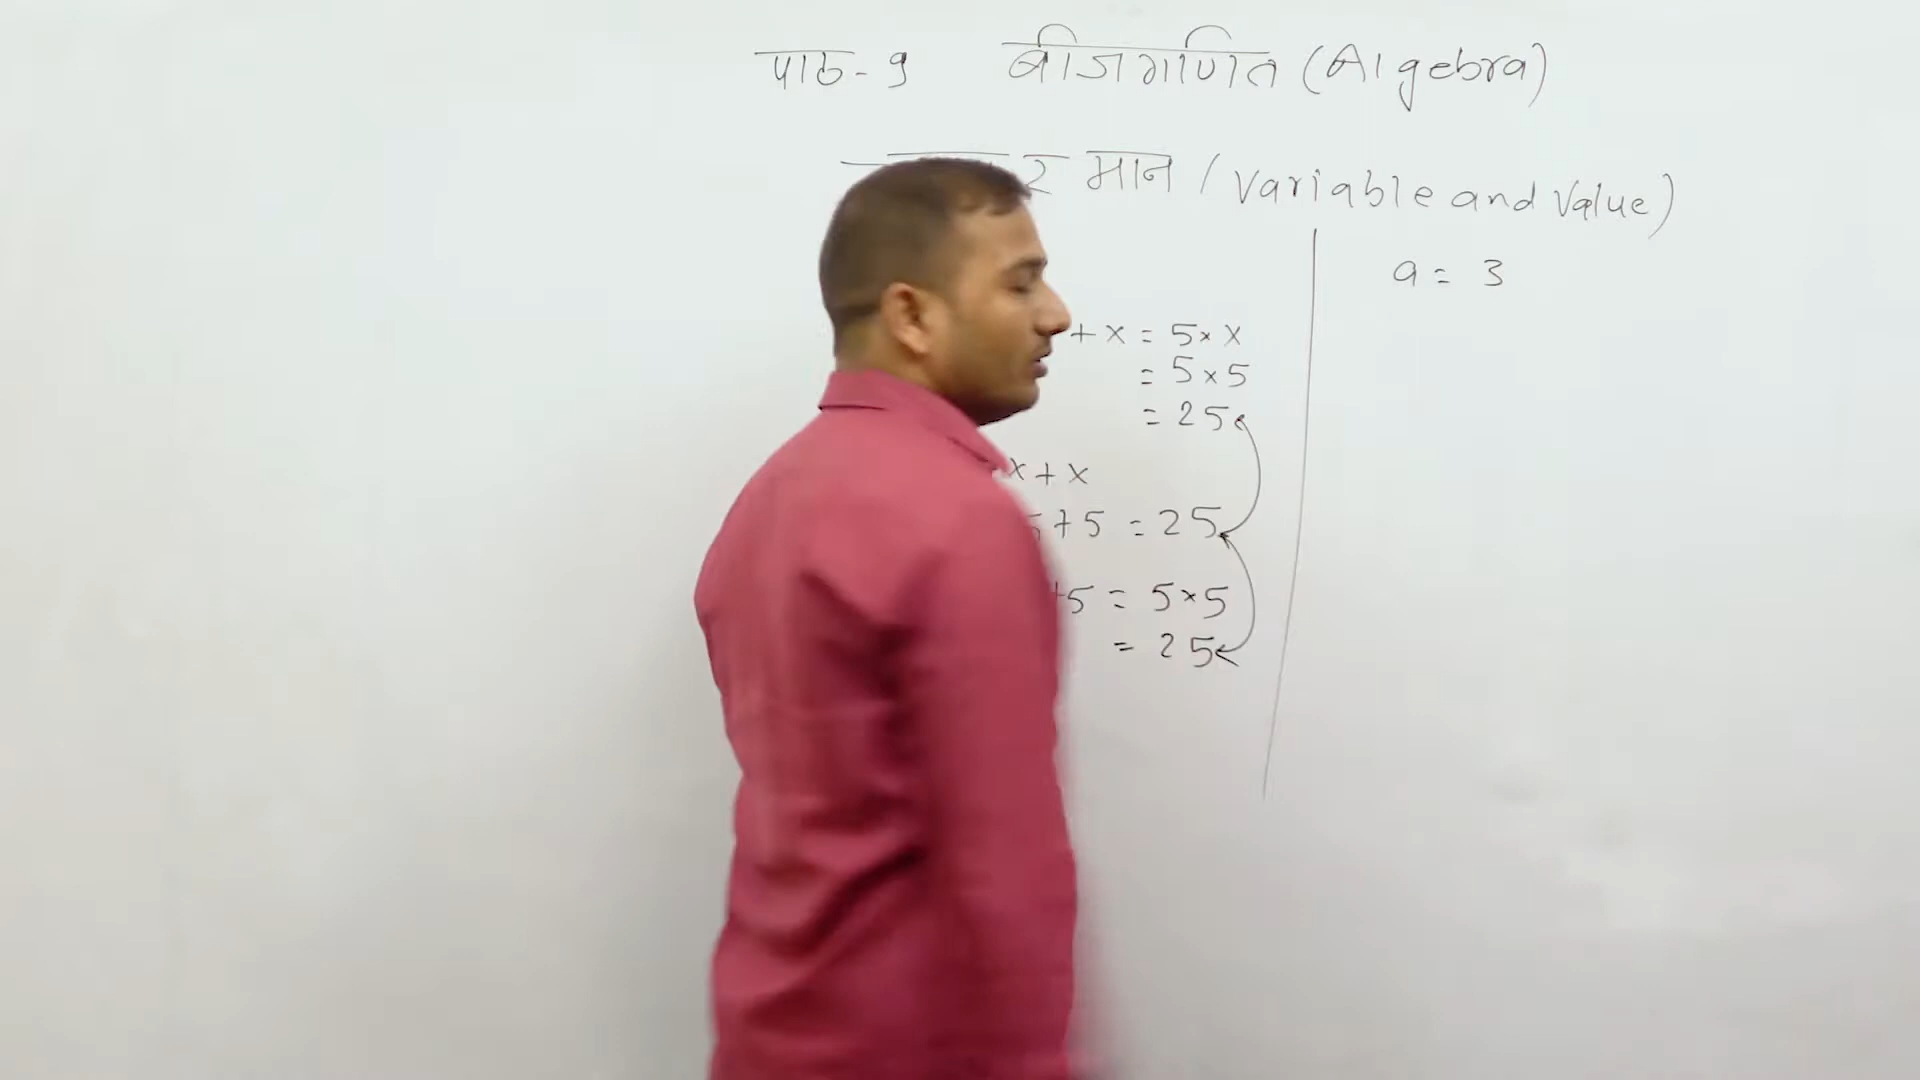 पाठ - 9 बीजगणित (Algebra)
र मान / Variable and Value)
+ x = 5 × x
= 5 × 5
= 25
x + x
5 + 5 = 25
+5 = 5 × 5
= 25
a = 3